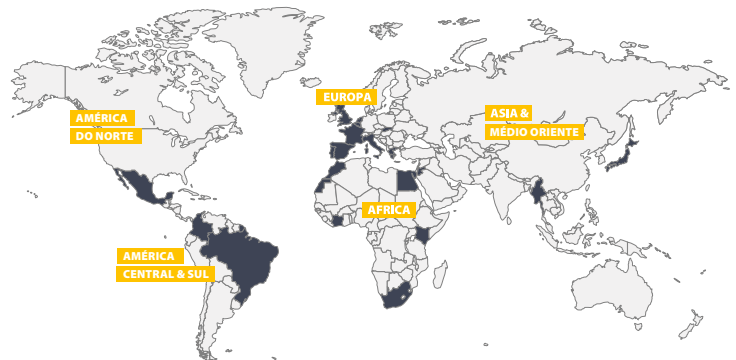 EUROPA
AMÉRICA
DO NORTE
ASIA &
MÉDIO ORIENTE
AFRICA
AMÉRICA
CENTRAL & SUL